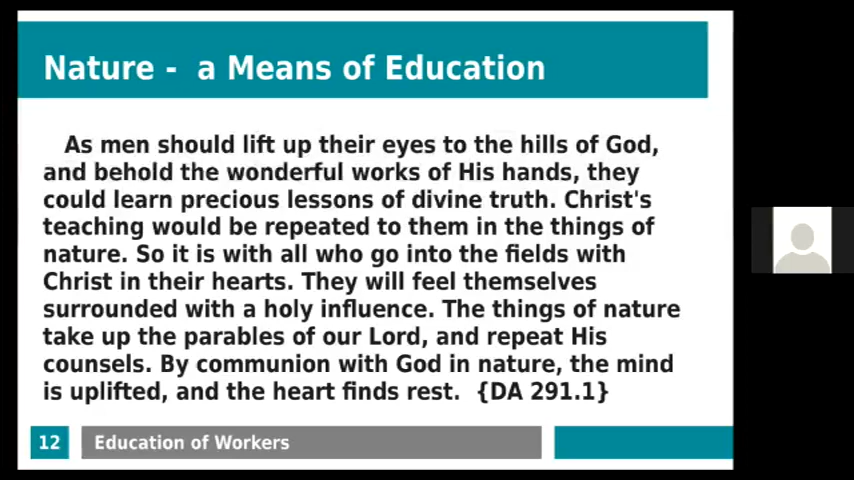 Nature -  a Means of Education
As men should lift up their eyes to the hills of God,
and behold the wonderful works of His hands, they
could learn precious lessons of divine truth. Christ's
teaching would be repeated to them in the things of
nature. So it is with all who go into the fields with
Christ in their hearts. They will feel themselves
surrounded with a holy influence. The things of nature
take up the parables of our Lord, and repeat His
counsels. By communion with God in nature, the mind
is uplifted, and the heart finds rest.  {DA 291.1}
12
Education of Workers